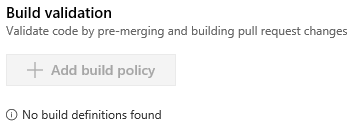 Build validation
Validate code by pre-merging and building pull request changes
Add build policy
No build definitions found